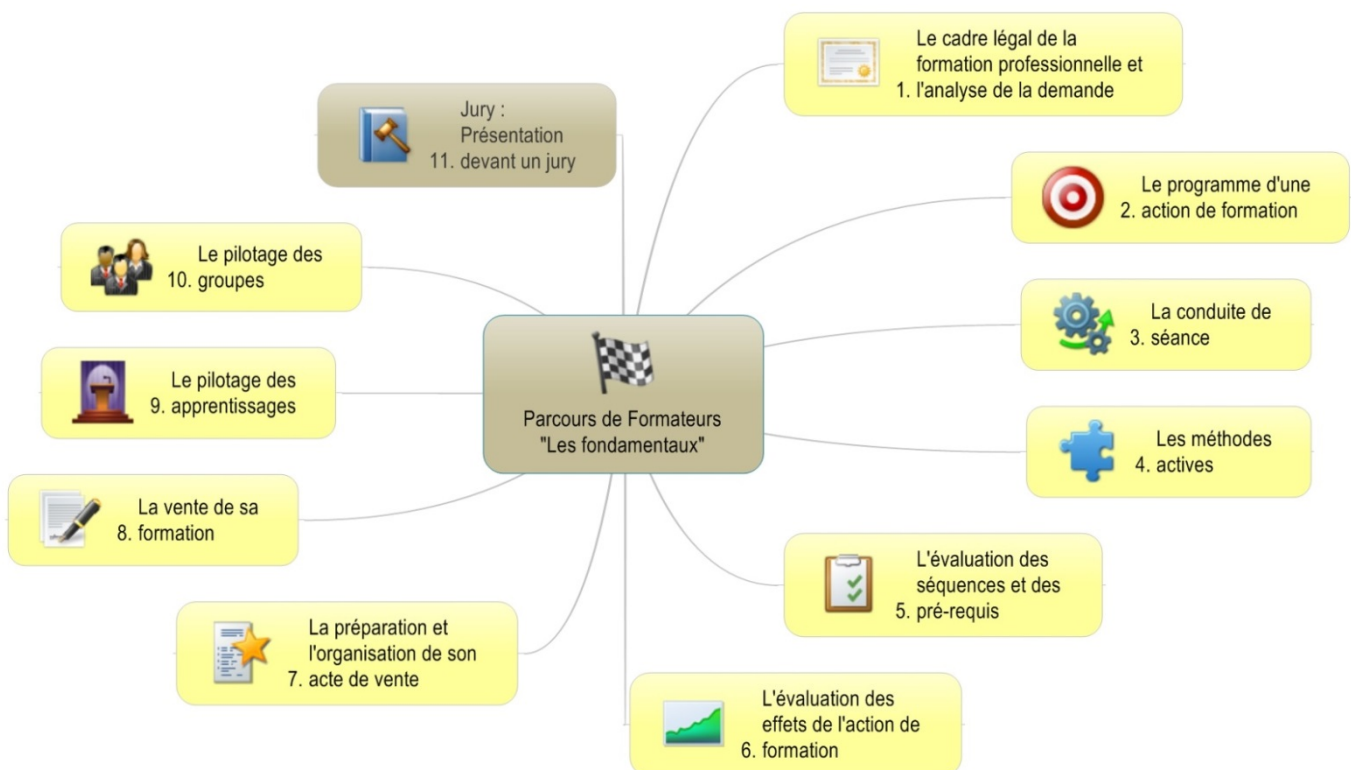 Parcours de Formateurs
"Les fondamentaux"
Le cadre légal de la
formation professionnelle et
1. l'analyse de la demande
Le programme d'une
2. action de formation
La conduite de
3. séance
Les méthodes
4. actives
L'évaluation des
séquences et des
5. pré-requis
L'évaluation des
effets de l'action de
6. formation
La préparation et
l'organisation de son
7. acte de vente
La vente de sa
8. formation
Le pilotage des
9. apprentissages
Le pilotage des
10. groupes
Jury :
Présentation
11. devant un jury